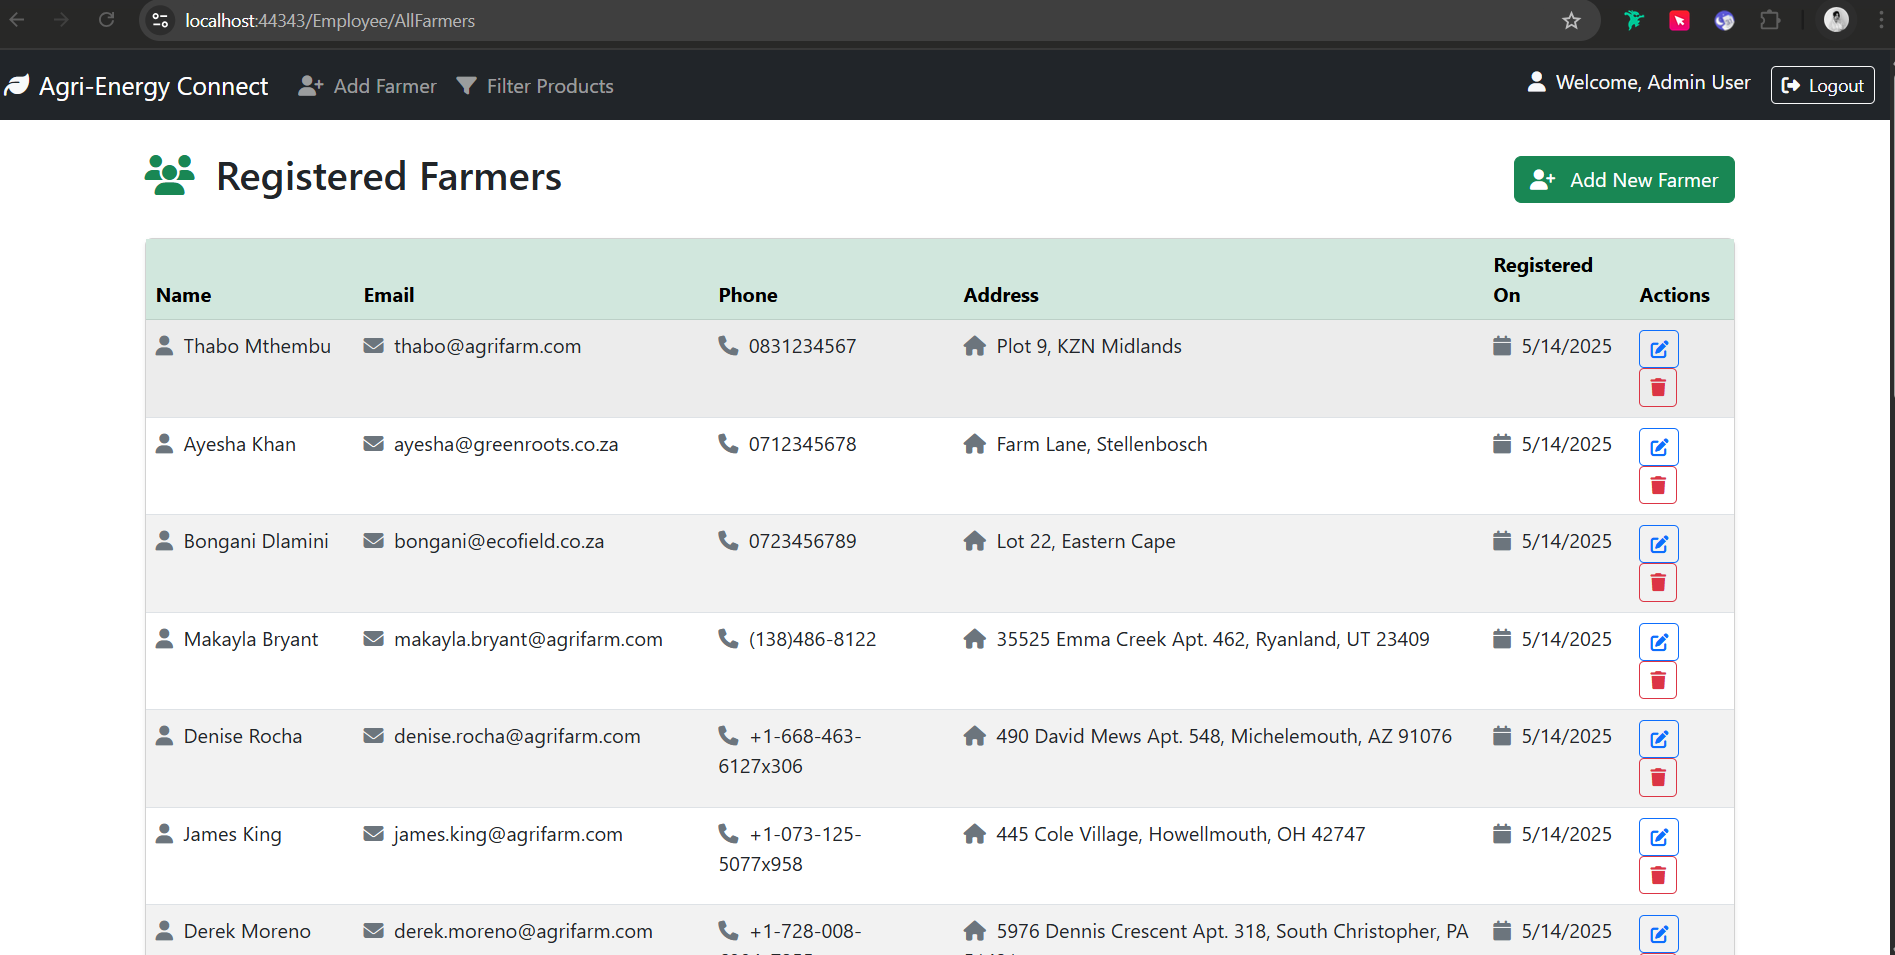 localhost:44343/Employee/AllFarmers
Agri-Energy Connect Add Farmer Filter Products Welcome, Admin User Logout
Registered Farmers Add New Farmer
Name Email Phone Address Registered On Actions
Thabo Mthembu thabo@agrifarm.com 0831234567 Plot 9, KZN Midlands 5/14/2025
Ayesha Khan ayesha@greenroots.co.za 0712345678 Farm Lane, Stellenbosch 5/14/2025
Bongani Dlamini bongani@ecofield.co.za 0723456789 Lot 22, Eastern Cape 5/14/2025
Makayla Bryant makayla.bryant@agrifarm.com (138)486-8122 35525 Emma Creek Apt. 462, Ryanland, UT 23409 5/14/2025
Denise Rocha denise.rocha@agrifarm.com +1-668-463- 490 David Mews Apt. 548, Michelemouth, AZ 91076 5/14/2025
6127x306
James King james.king@agrifarm.com +1-073-125- 445 Cole Village, Howellmouth, OH 42747 5/14/2025
5077x958
Derek Moreno derek.moreno@agrifarm.com +1-728-008- 5976 Dennis Crescent Apt. 318, South Christopher, PA 5/14/2025